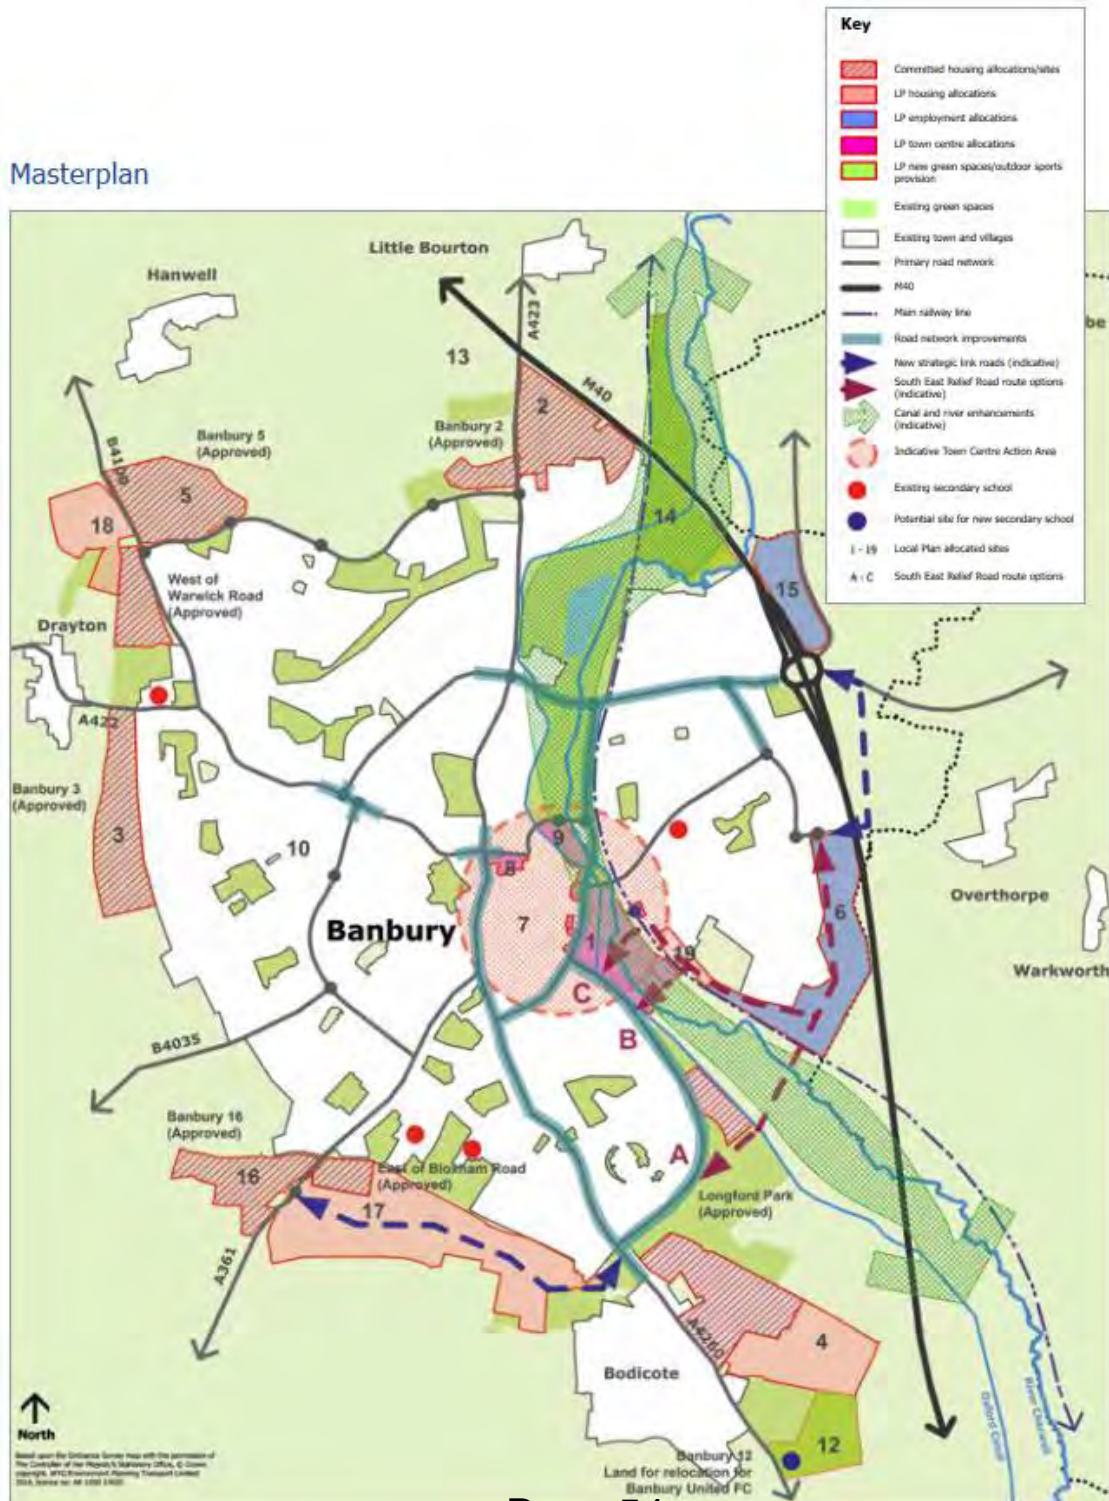 Key
Committed housing allocations/sites
LP housing allocations
LP employment allocations
LP town centre allocations
LP new green spaces/outdoor sports
provision
Existing green spaces
Existing town and villages
Primary road network
M40
Main railway line
Road network improvements
New strategic link roads (indicative)
South East Relief Road route options
(indicative)
Canal and river enhancements
(indicative)
Indicative Town Centre Action Area
Existing secondary school
Potential site for new secondary school
1 - 19 Local Plan allocated sites
A - C South East Relief Road route options
Masterplan
Little Bourton
Hanwell
A423
13
M40
2
be
Banbury 2
(Approved)
Banbury 5
(Approved)
B4100
5
18
14
15
West of
Warwick Road
(Approved)
Drayton
A422
Banbury 3
(Approved)
3
10
9
8
Overthorpe
7
6
Banbury
1
19
Warkworth
C
B
B4035
Banbury 16
(Approved)
A
16
East of Bloxham Road
(Approved)
17
Longford Park
(Approved)
A361
A4260
4
Bodicote
Oxford Canal
River Cherwell
North
12
Banbury 12
Land for relocation for
Banbury United FC